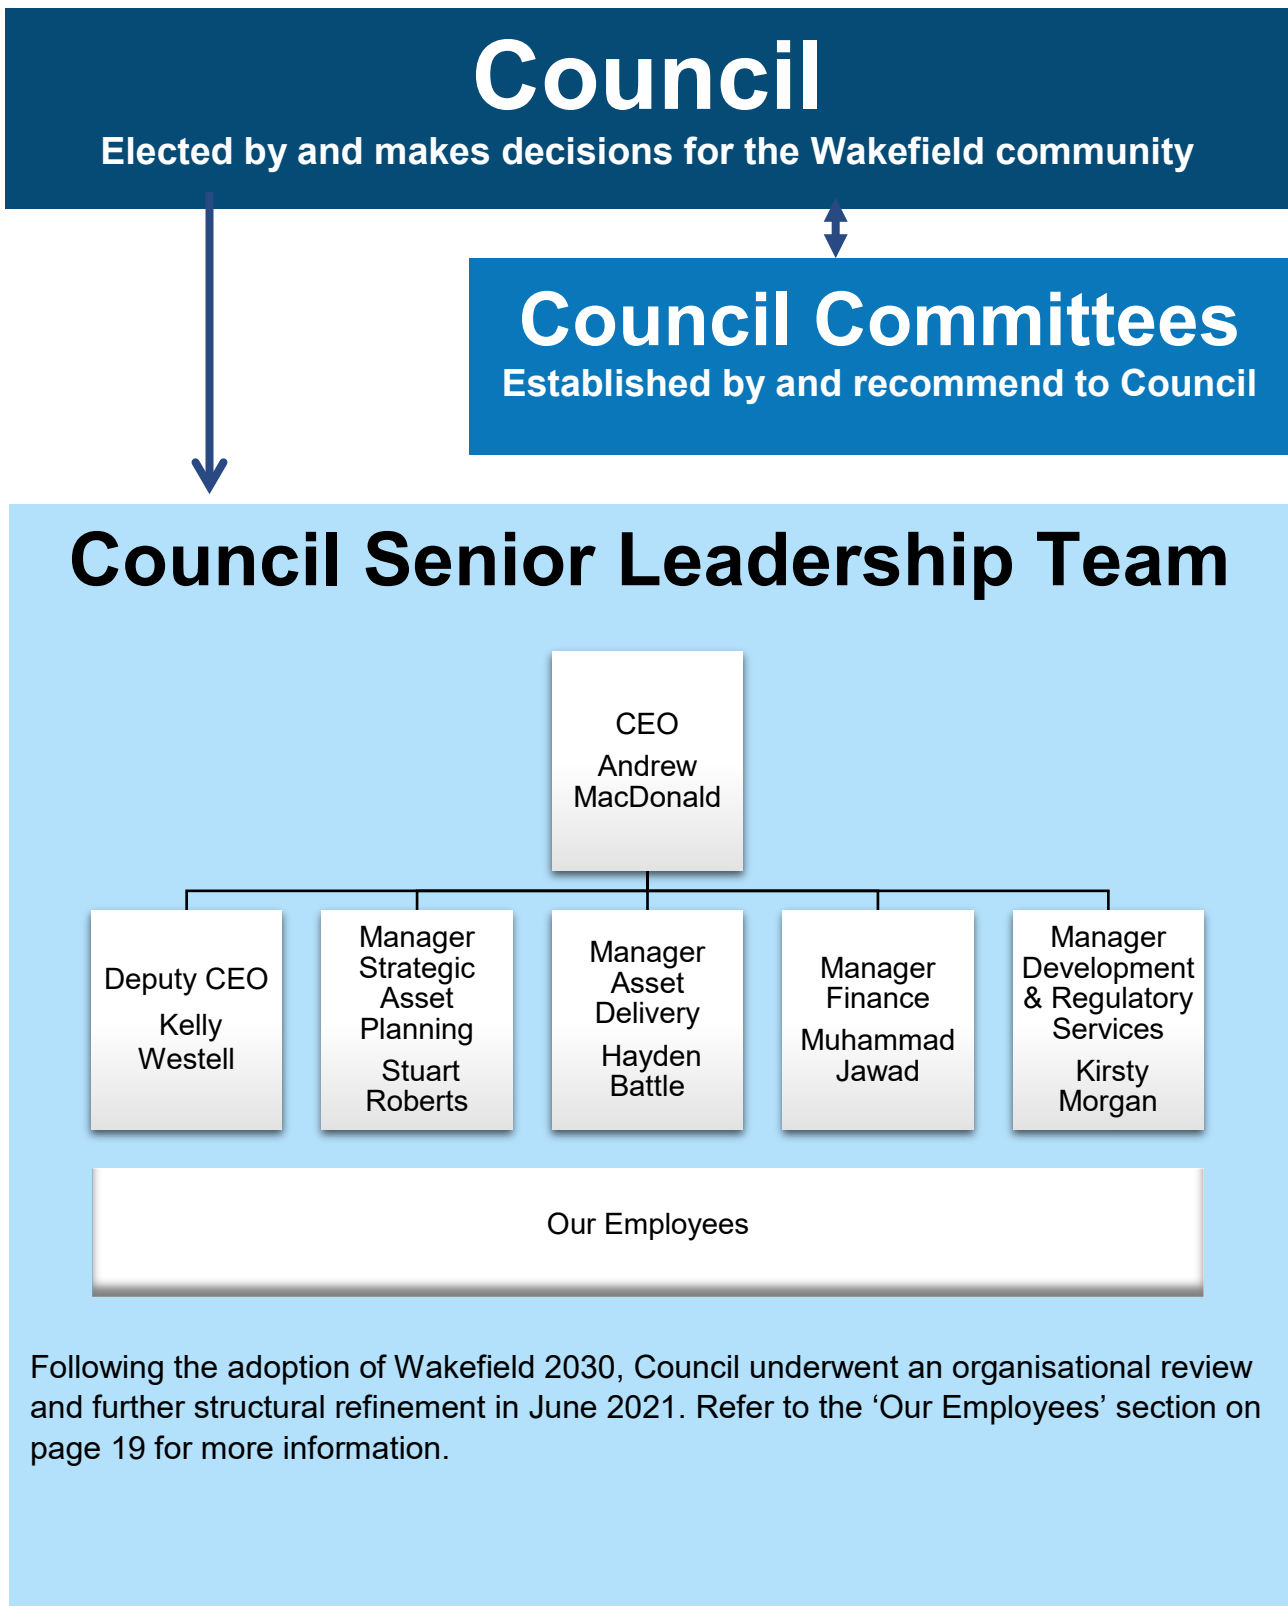 Council
Elected by and makes decisions for the Wakefield community
Council Committees
Established by and recommend to Council
Council Senior Leadership Team
CEO
Andrew
MacDonald
Deputy CEO
Kelly
Westell
Manager
Strategic
Asset
Planning
Stuart
Roberts
Manager
Asset
Delivery
Hayden
Battle
Manager
Finance
Muhammad
Jawad
Manager
Development
& Regulatory
Services
Kirsty
Morgan
Our Employees
Following the adoption of Wakefield 2030, Council underwent an organisational review
and further structural refinement in June 2021. Refer to the ‘Our Employees’ section on
page 19 for more information.